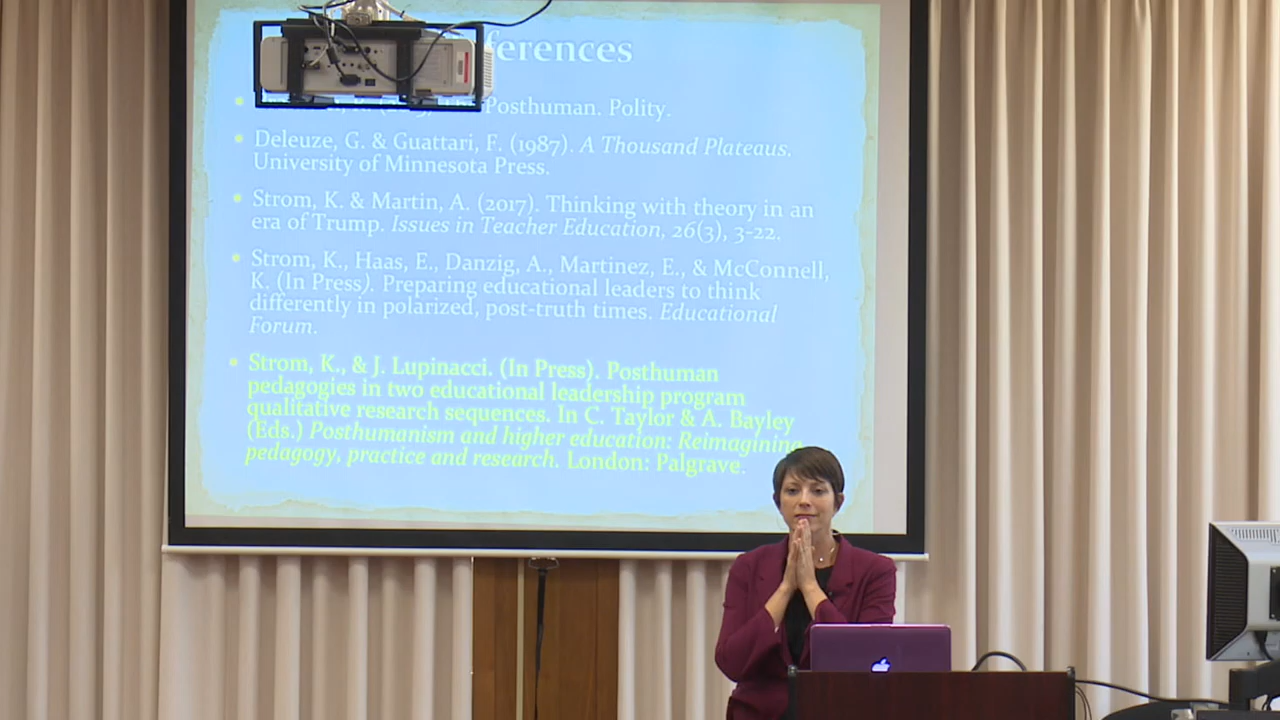 ferences
Posthuman. Polity.
Deleuze, G. & Guattari, F. (1987). A Thousand Plateaus.
University of Minnesota Press.
Strom, K. & Martin, A. (2017). Thinking with theory in an
era of Trump. Issues in Teacher Education, 26(3), 3-22.
Strom, K., Haas, E., Danzig, A., Martinez, E., & McConnell,
K. (In Press). Preparing educational leaders to think
differently in polarized, post-truth times. Educational
Forum.
Strom, K., & J. Lupinacci. (In Press). Posthuman
pedagogies in two educational leadership program
qualitative research sequences. In C. Taylor & A. Bayley
(Eds.) Posthumanism and higher education: Reimagining
pedagogy, practice and research. London: Palgrave.